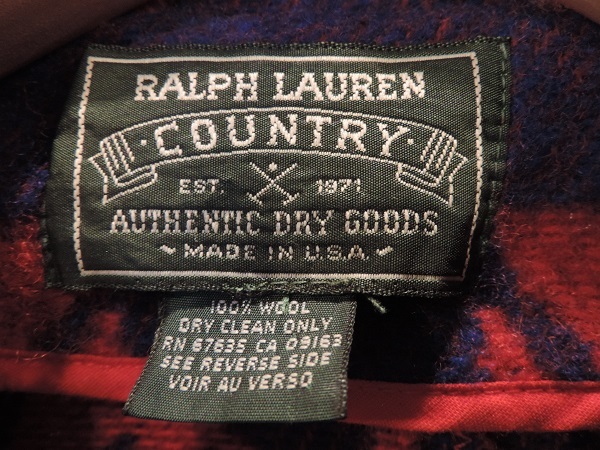 RALPH LAUREN
·COUNTRY·
EST. 1971
AUTHENTIC DRY GOODS
~ MADE IN U.S.A. ~
100% WOOL
DRY CLEAN ONLY
RN 67635 CA 09163
SEE REVERSE SIDE
VOIR AU VERSO